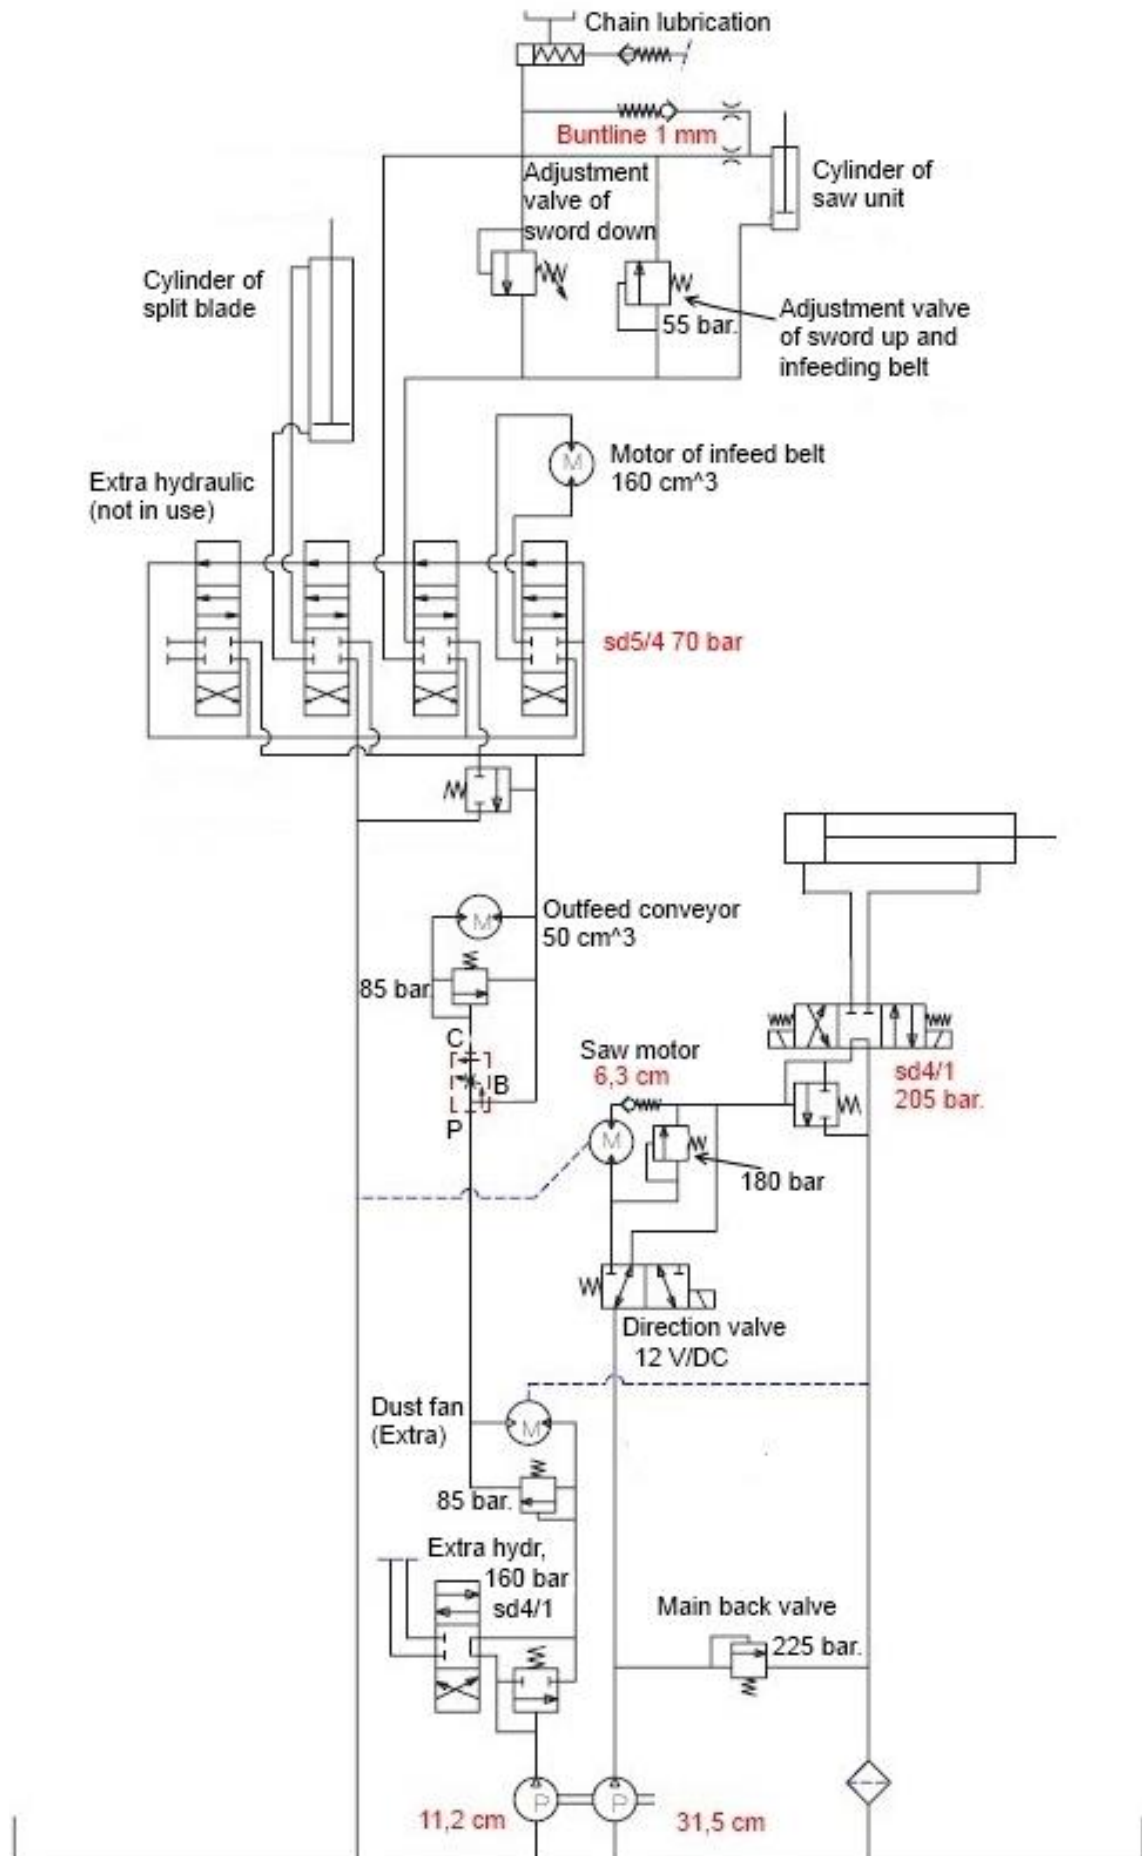 Chain lubrication
Buntline 1 mm
Adjustment
valve of
sword down
Cylinder of
saw unit
Cylinder of
split blade
55 bar.
Adjustment valve
of sword up and
infeeding belt
Motor of infeed belt
160 cm^3
M
Extra hydraulic
(not in use)
sd5/4 70 bar
M
Outfeed conveyor
50 cm^3
85 bar.
C
B
P
Saw motor
6,3 cm
M
sd4/1
205 bar.
180 bar
Direction valve
12 V/DC
Dust fan
(Extra)
M
85 bar.
Extra hydr,
160 bar
sd4/1
Main back valve
225 bar.
11,2 cm
P
P
31,5 cm